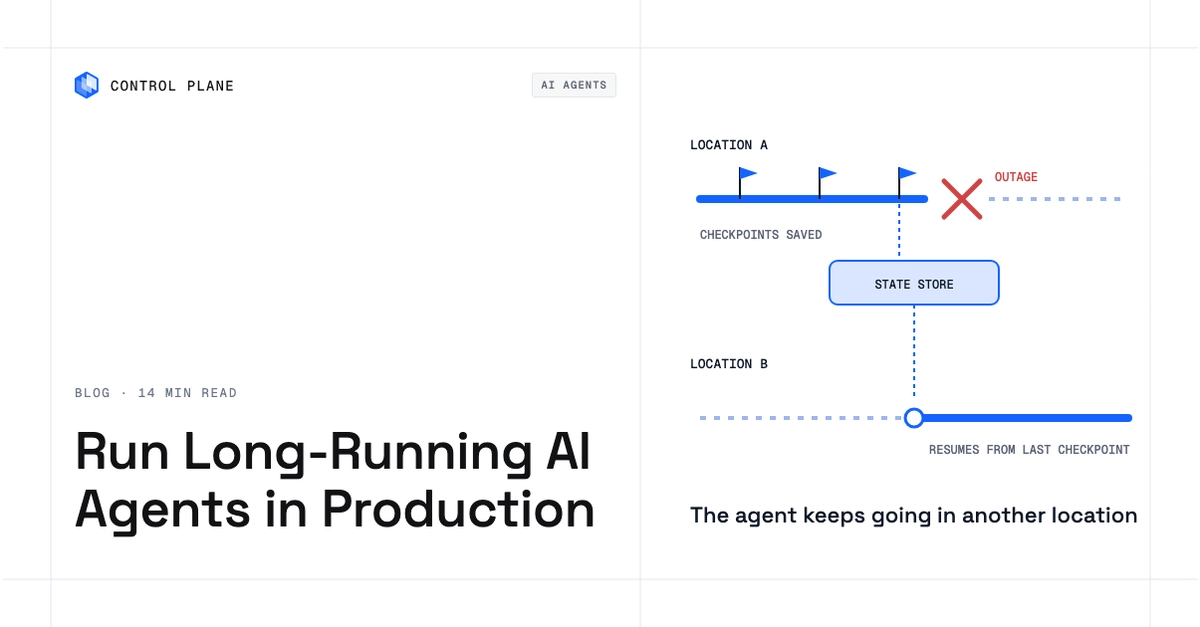 CONTROL PLANE
AI AGENTS
BLOG · 14 MIN READ
Run Long-Running AI
Agents in Production
LOCATION A
OUTAGE
CHECKPOINTS SAVED
STATE STORE
LOCATION B
RESUMES FROM LAST CHECKPOINT
The agent keeps going in another location